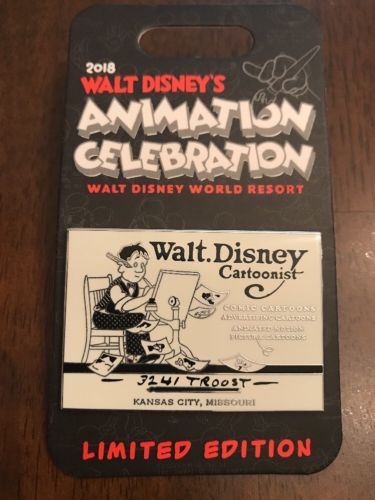 2018
WALT DISNEY'S
ANIMATION
CELEBRATION
WALT DISNEY WORLD RESORT
Walt. Disney
Cartoonist
COMIC CARTOONS
ADVERTISING CARTOONS
ANIMATED MOTION
PICTURE CARTOONS
3241 TROOST
KANSAS CITY, MISSOURI
LIMITED EDITION